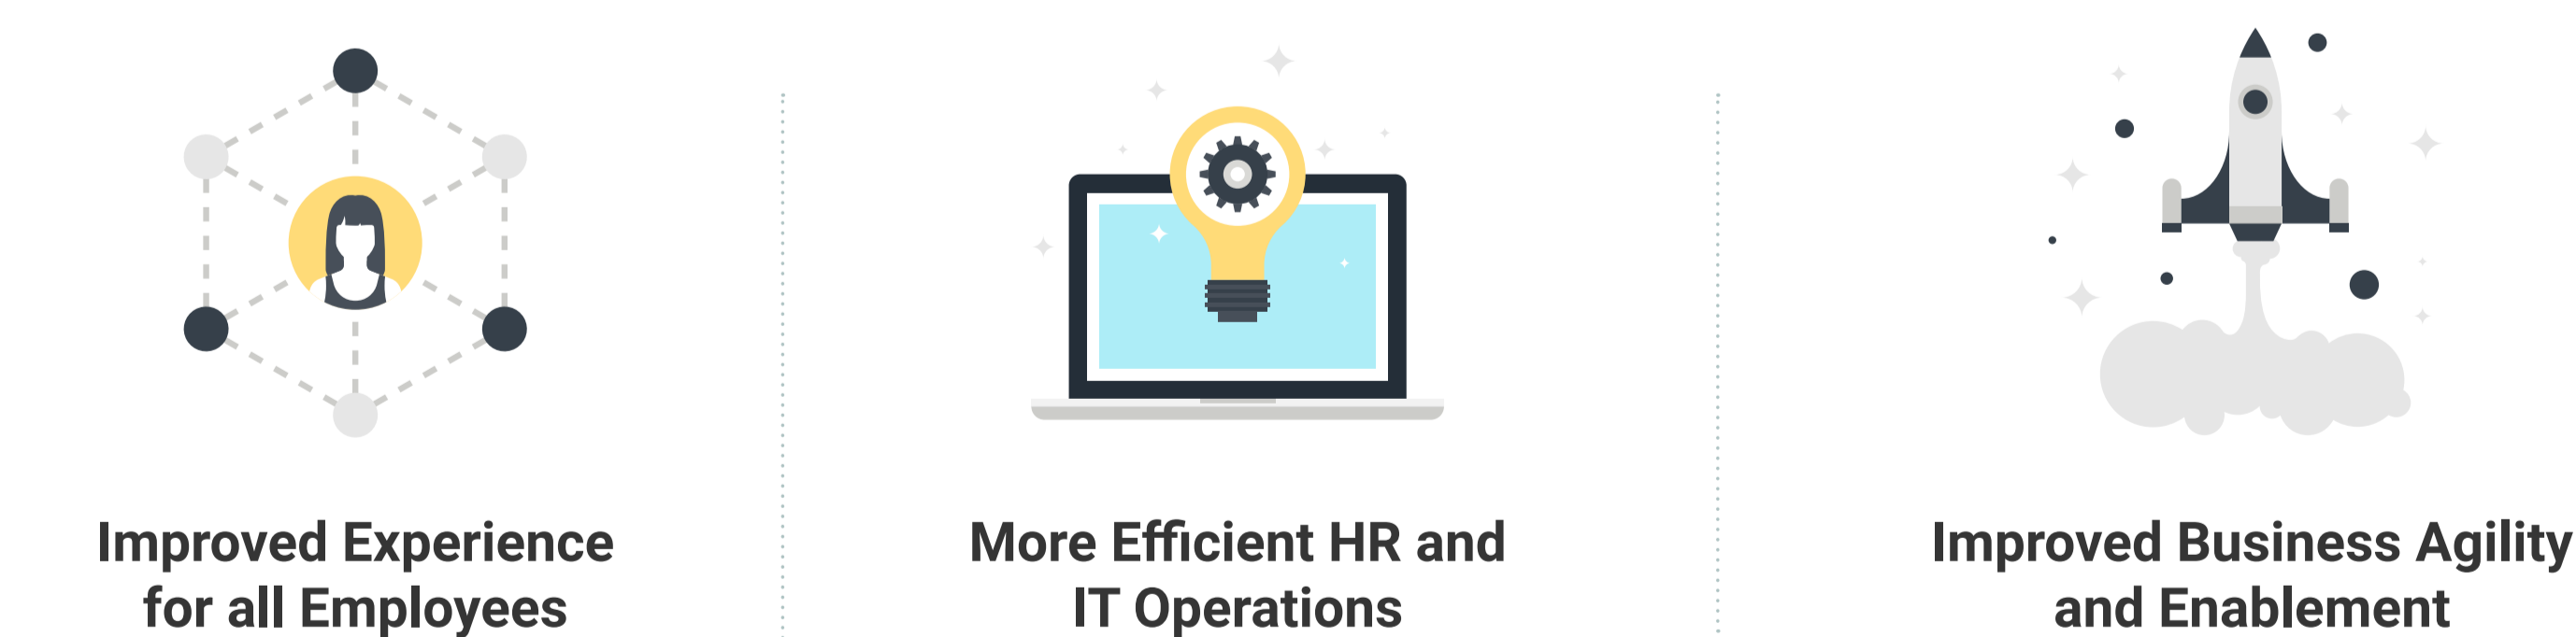 Improved Experience
for all Employees
More Efficient HR and
IT Operations
Improved Business Agility
and Enablement